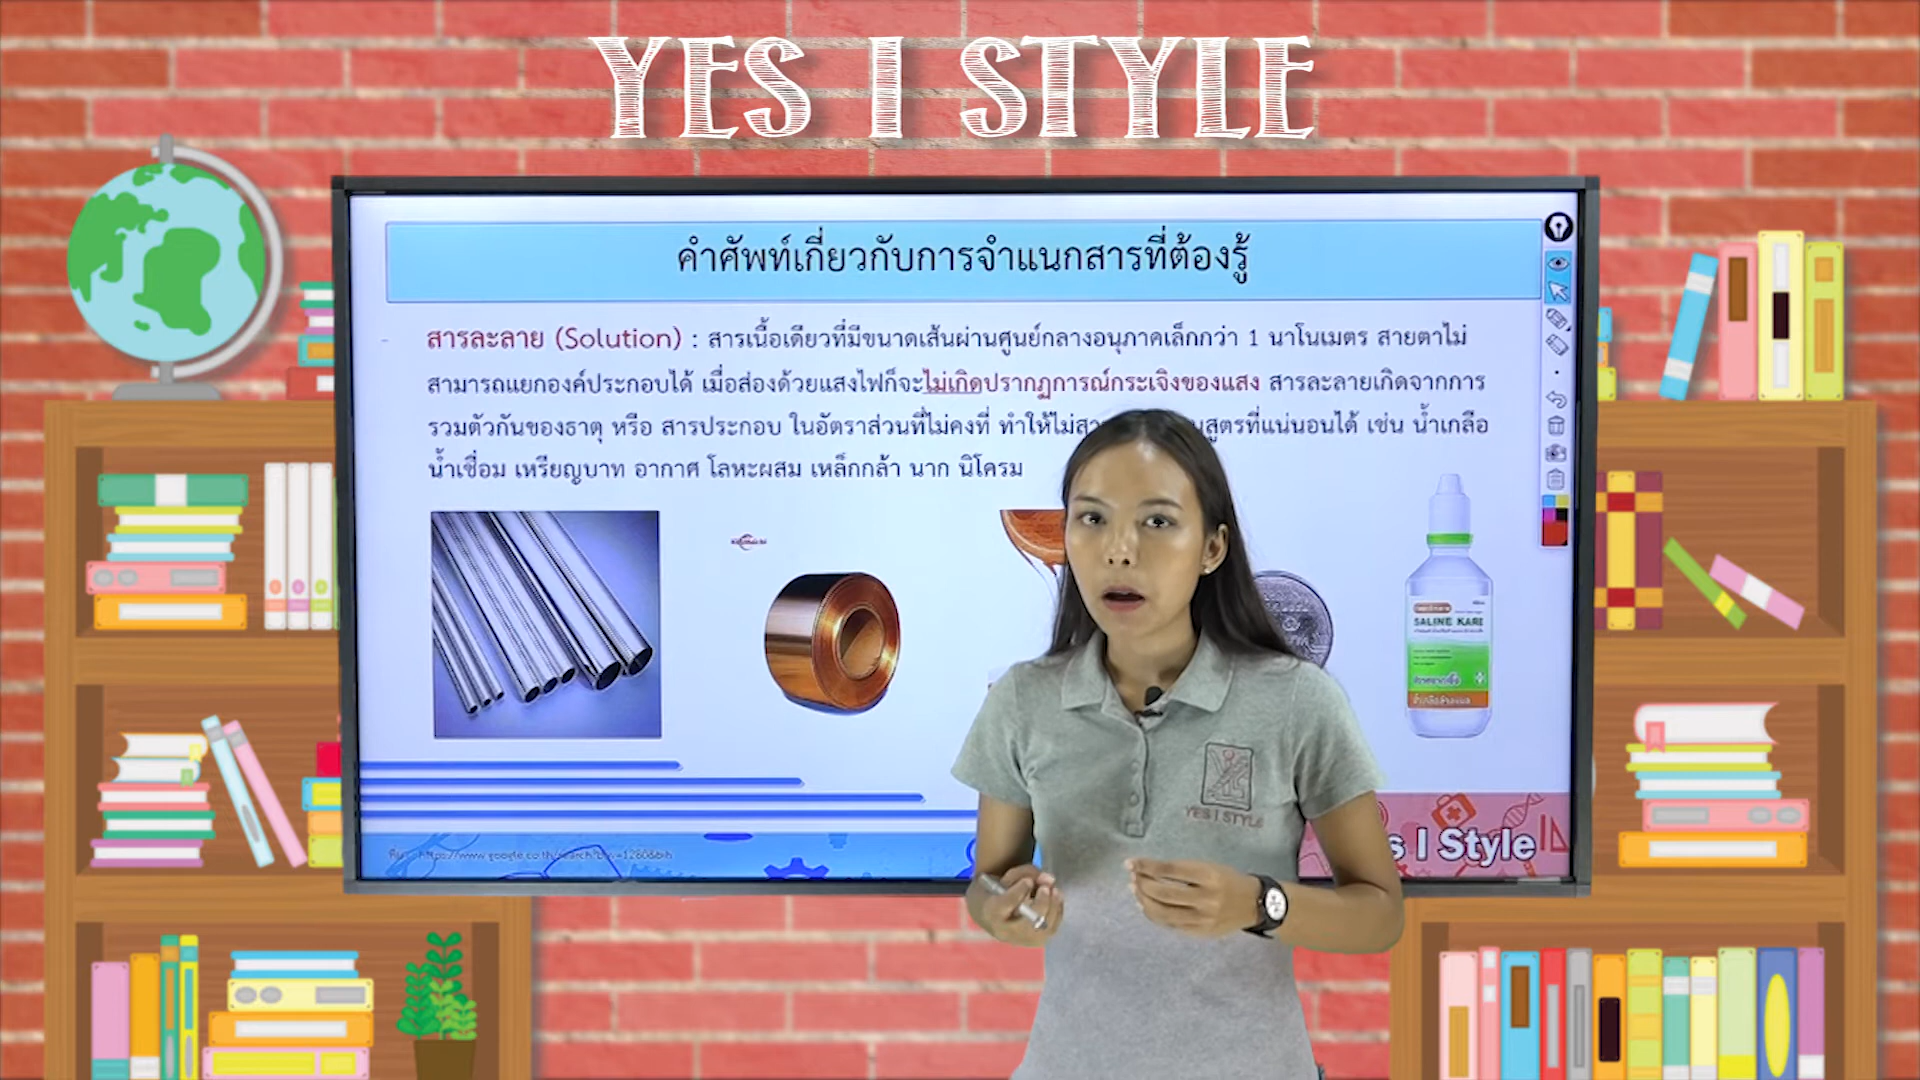 YES I STYLE
คำศัพท์เกี่ยวกับการจำแนกสารที่ต้องรู้
สารละลาย (Solution) : สารเนื้อเดียวที่มีขนาดเส้นผ่านศูนย์กลางอนุภาคเล็กกว่า 1 นาโนเมตร สายตาไม่
สามารถแยกองค์ประกอบได้ เมื่อส่องด้วยแสงไฟก็จะไม่เกิดปรากฏการณ์กระเจิงของแสง สารละลายเกิดจากการ
รวมตัวกันของธาตุ หรือ สารประกอบ ในอัตราส่วนที่ไม่คงที่ ทำให้ไม่สา นสูตรที่แน่นอนได้ เช่น น้ำเกลือ
น้ำเชื่อม เหรียญบาท อากาศ โลหะผสม เหล็กกล้า นาก นิโครม
SALINE KARE
YES I STYLE
s I Style